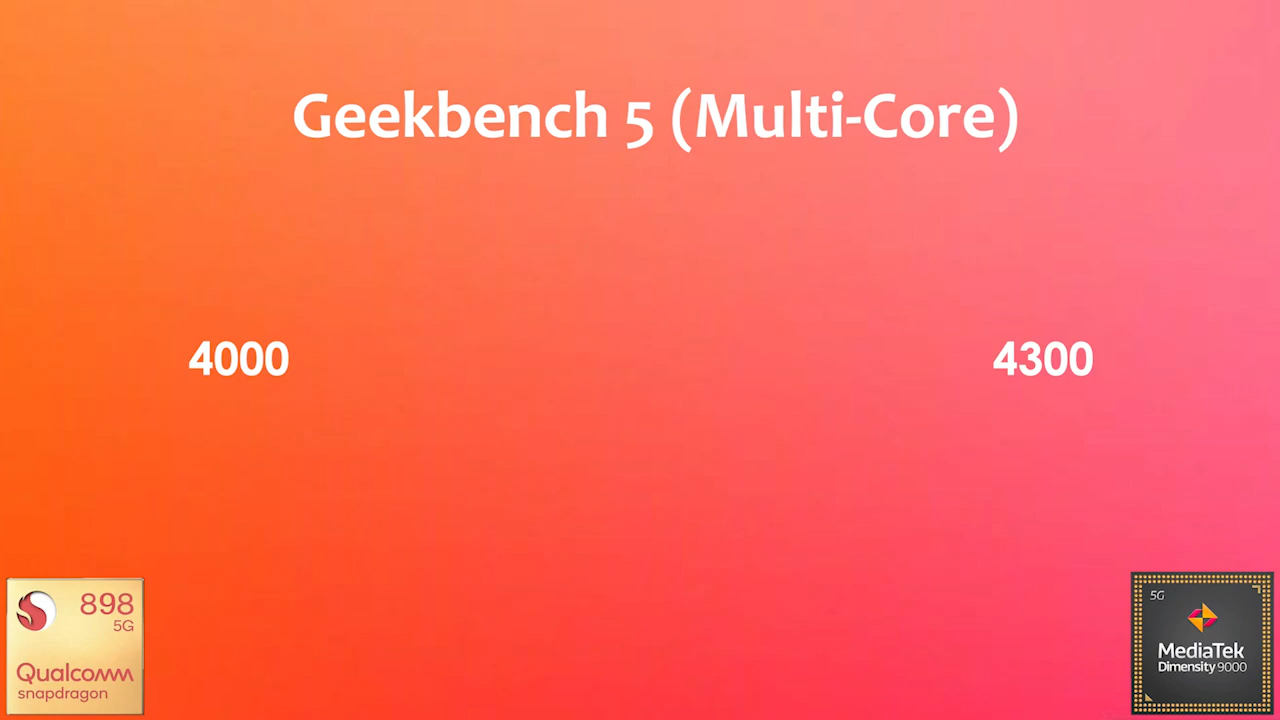 Geekbench 5 (Multi-Core)
4000
4300
898
5G
Qualcomm
snapdragon
5G
MediaTek
Dimensity 9000